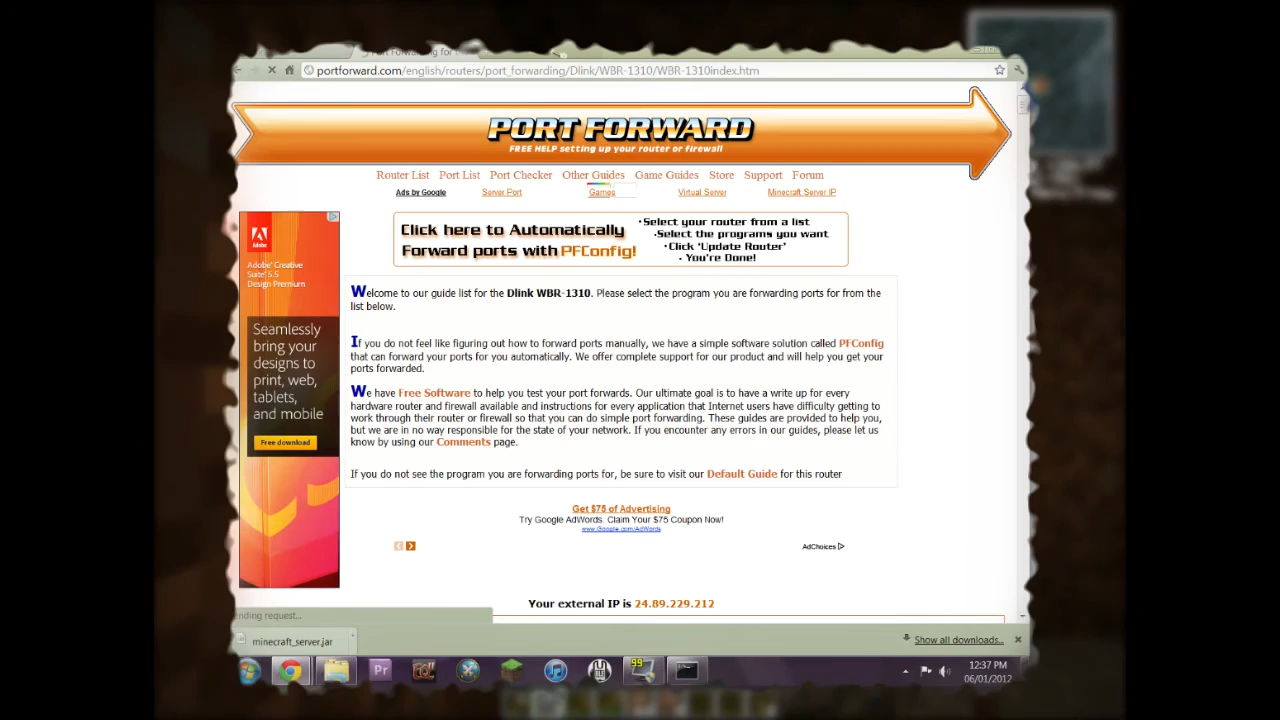 portforward.com/english/routers/port_forwarding/Dlink/WBR-1310/WBR-1310index.htm
PORT FORWARD
FREE HELP setting up your router or firewall
Router List Port List Port Checker Other Guides Game Guides Store Support Forum
Ads by Google Server Port Games Virtual Server Minecraft Server IP
Adobe
Adobe® Creative
Suite® 5.5
Design Premium
Seamlessly
bring your
designs to
print, web,
tablets,
and mobile
Free download
Click here to Automatically
Forward ports with PFConfig!
•Select your router from a list
•Select the programs you want
•Click 'Update Router'
• You're Done!
Welcome to our guide list for the Dlink WBR-1310. Please select the program you are forwarding ports for from the
list below.
If you do not feel like figuring out how to forward ports manually, we have a simple software solution called PFConfig
that can forward your ports for you automatically. We offer complete support for our product and will help you get your
ports forwarded.
We have Free Software to help you test your port forwards. Our ultimate goal is to have a write up for every
hardware router and firewall available and instructions for every application that Internet users have difficulty getting to
work through their router or firewall so that you can do simple port forwarding. These guides are provided to help you,
but we are in no way responsible for the state of your network. If you encounter any errors in our guides, please let us
know by using our Comments page.
If you do not see the program you are forwarding ports for, be sure to visit our Default Guide for this router
Get $75 of Advertising
Try Google AdWords. Claim Your $75 Coupon Now!
www.Google.com/AdWords
AdChoices
Your external IP is 24.89.229.212
nding request...
minecraft_server.jar
Show all downloads...
Pr
99
12:37 PM
06/01/2012